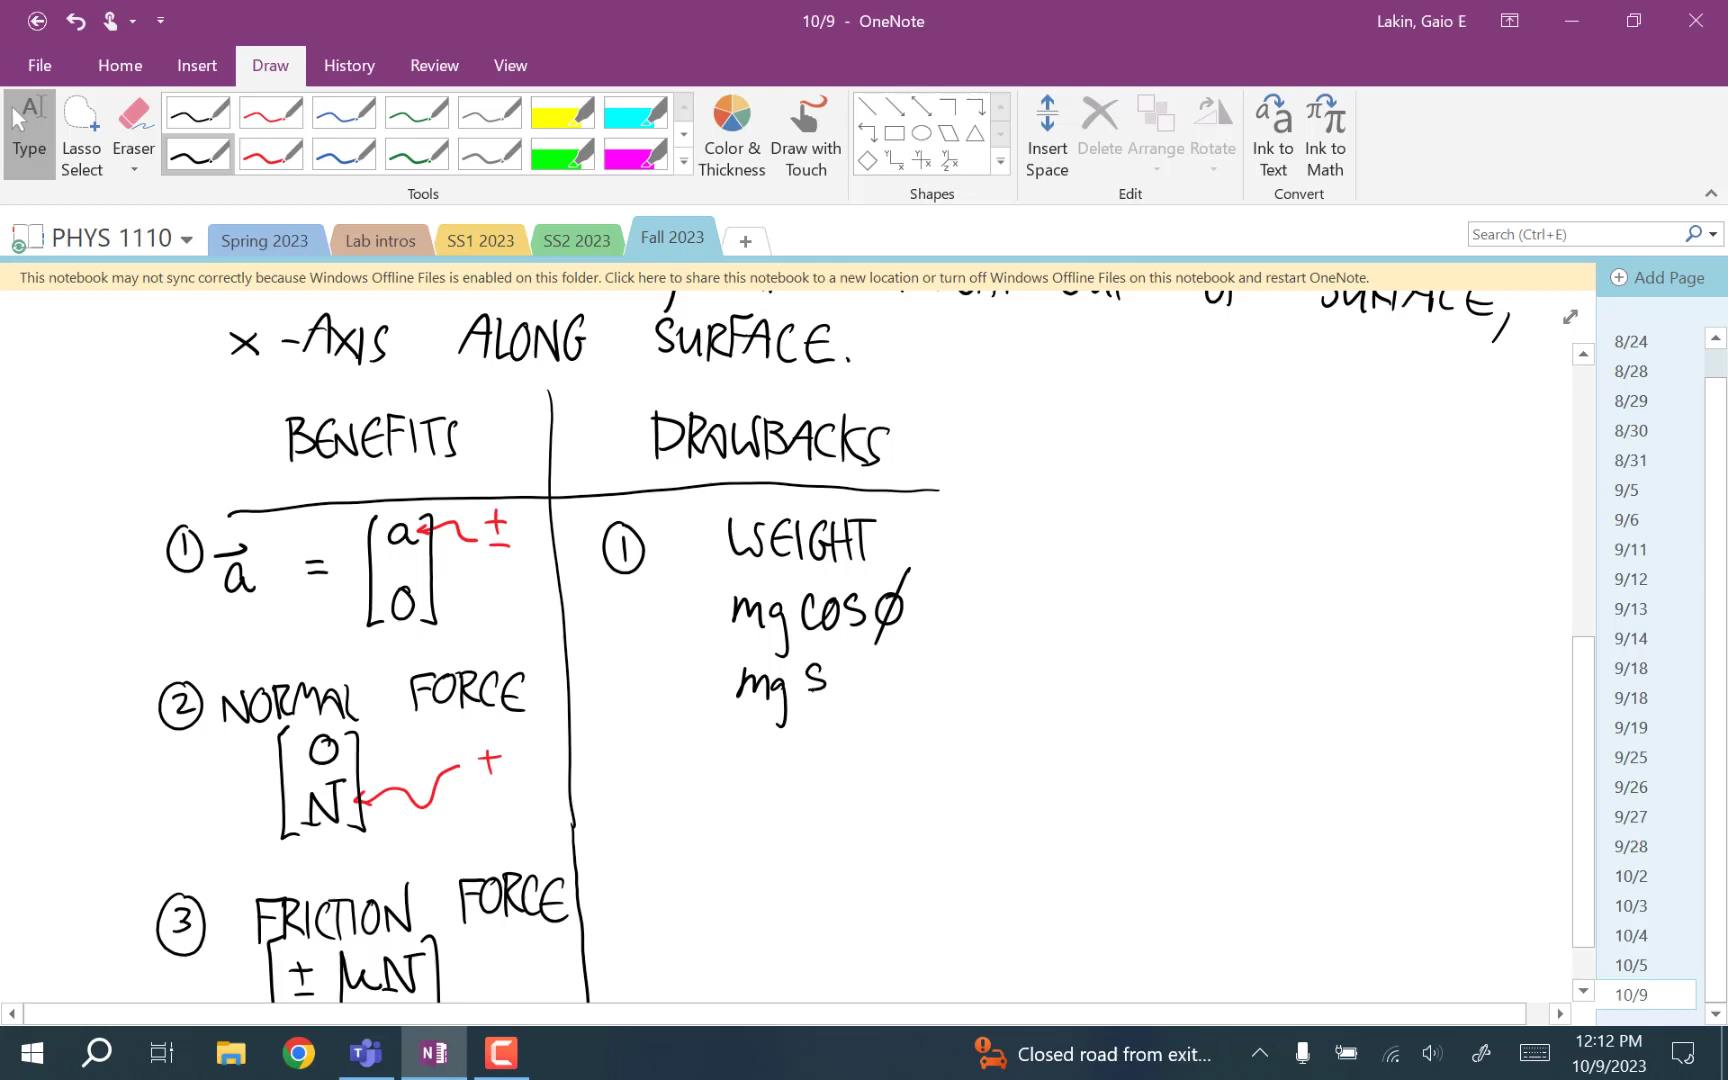 10/9 - OneNote
Lakin, Gaio E
File Home Insert Draw History Review View
Type
Lasso Select
Eraser
Color & Thickness
Draw with Touch
Insert Space
Delete
Arrange
Rotate
Ink to Text
Ink to Math
Tools
Shapes
Edit
Convert
PHYS 1110
Spring 2023
Lab intros
SS1 2023
SS2 2023
Fall 2023
Search (Ctrl+E)
This notebook may not sync correctly because Windows Offline Files is enabled on this folder. Click here to share this notebook to a new location or turn off Windows Offline Files on this notebook and restart OneNote.
Add Page
SURFACE,
x-AXIS ALONG SURFACE.
BENEFITS
DRAWBACKS
① a⃗ = [a 0] ±
② NORMAL FORCE
[0 N] +
③ FRICTION FORCE
± μN
① WEIGHT
mg cos ϕ
mg s
8/24
8/28
8/29
8/30
8/31
9/5
9/6
9/11
9/12
9/13
9/14
9/18
9/18
9/19
9/25
9/26
9/27
9/28
10/2
10/3
10/4
10/5
10/9
Closed road from exit...
12:12 PM
10/9/2023